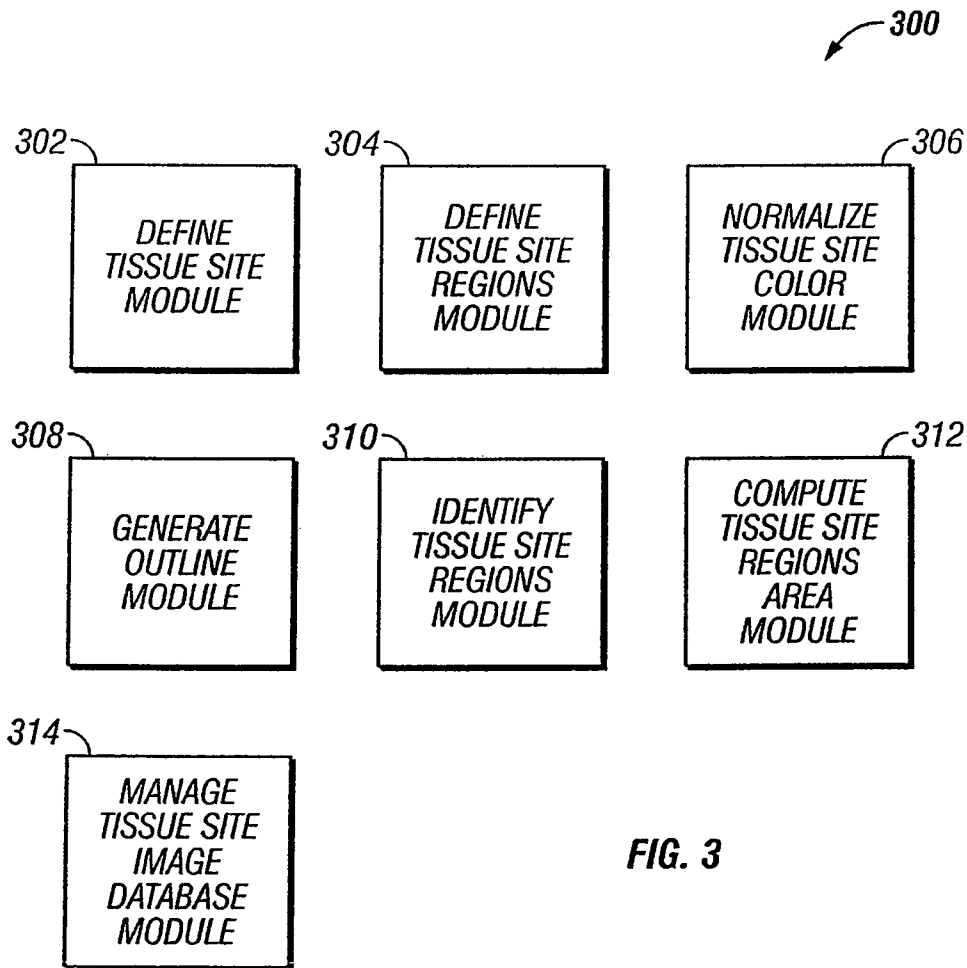 300
302
304
306
DEFINE
TISSUE SITE
MODULE
DEFINE
TISSUE SITE
REGIONS
MODULE
NORMALIZE
TISSUE SITE
COLOR
MODULE
308
310
312
GENERATE
OUTLINE
MODULE
IDENTIFY
TISSUE SITE
REGIONS
MODULE
COMPUTE
TISSUE SITE
REGIONS
AREA
MODULE
314
MANAGE
TISSUE SITE
IMAGE
DATABASE
MODULE
FIG. 3